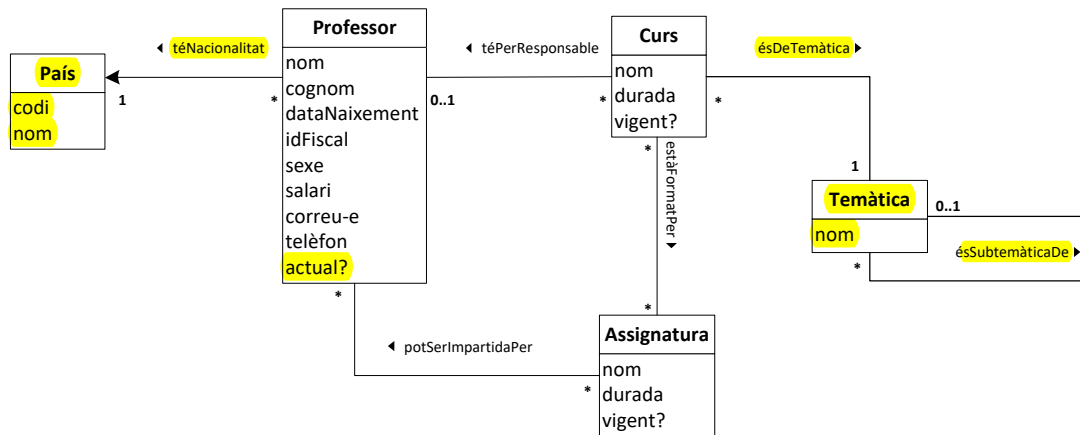 País
codi
nom
◄ téNacionalitat
1
*
Professor
nom
cognom
dataNaixement
idFiscal
sexe
salari
correu-e
telèfon
actual?
*
◄ téPerResponsable
0..1
*
Curs
nom
durada
vigent?
*
*
ésDeTemàtica ►
1
estàFormatPer ►
*
Temàtica
nom
0..1
*
ésSubtemàticaDe ►
◄ potSerImpartidaPer
*
Assignatura
nom
durada
vigent?